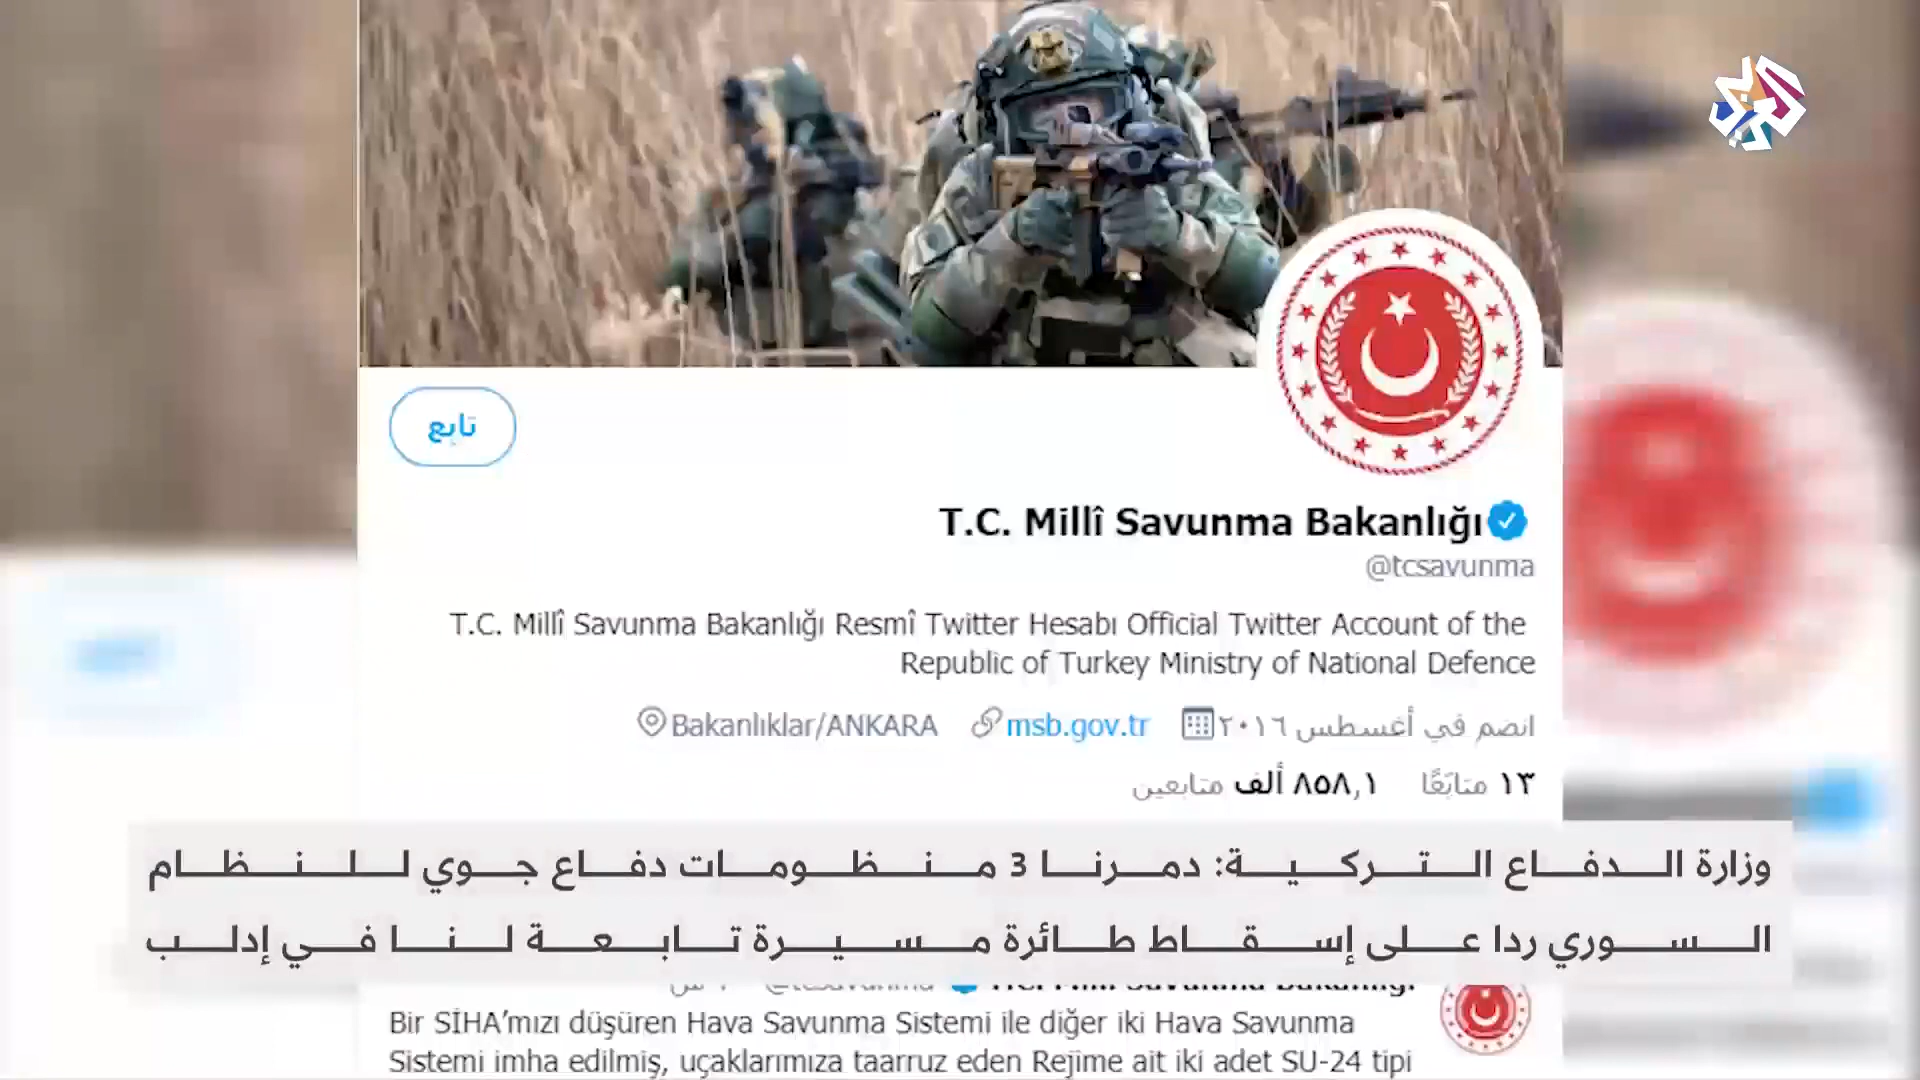 تابع
T.C. Millî Savunma Bakanlığı
@tcsavunma
T.C. Millî Savunma Bakanlığı Resmî Twitter Hesabı Official Twitter Account of the
Republic of Turkey Ministry of National Defence
انضم في أغسطس ٢٠١٦ msb.gov.tr Bakanlıklar/ANKARA
١٣ متابَعًا ٨٥٨,١ ألف متابعين
وزارة الدفاع التركية: دمرنا 3 منظومات دفاع جوي للنظام
السوري ردا على إسقاط طائرة مسيرة تابعة لنا في إدلب
T.C. Millî Savunma Bakanlığı @tcsavunma
Bir SİHA’mızı düşüren Hava Savunma Sistemi ile diğer iki Hava Savunma
Sistemi imha edilmiş, uçaklarımıza taarruz eden Rejime ait iki adet SU-24 tipi